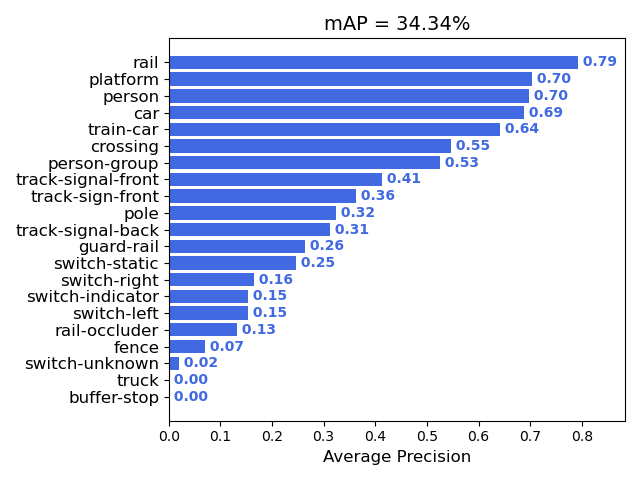 mAP = 34.34%
rail 0.79
platform 0.70
person 0.70
car 0.69
train-car 0.64
crossing 0.55
person-group 0.53
track-signal-front 0.41
track-sign-front 0.36
pole 0.32
track-signal-back 0.31
guard-rail 0.26
switch-static 0.25
switch-right 0.16
switch-indicator 0.15
switch-left 0.15
rail-occluder 0.13
fence 0.07
switch-unknown 0.02
truck 0.00
buffer-stop 0.00
0.0 0.1 0.2 0.3 0.4 0.5 0.6 0.7 0.8
Average Precision